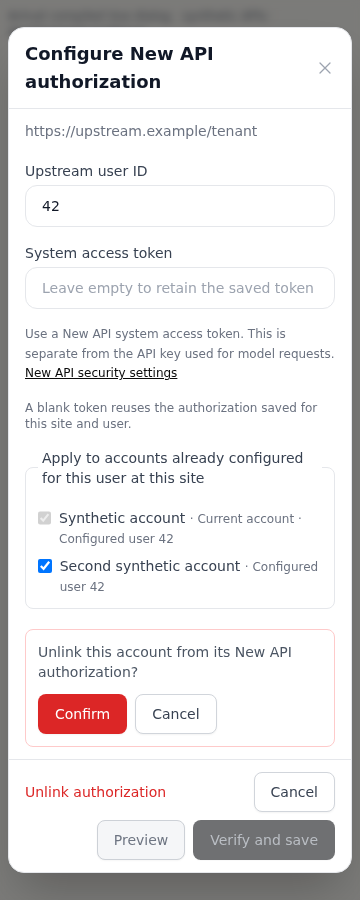 Configure New API
authorization
https://upstream.example/tenant
Upstream user ID
42
System access token
Leave empty to retain the saved token
Use a New API system access token. This is
separate from the API key used for model requests.
New API security settings
A blank token reuses the authorization saved for
this site and user.
Apply to accounts already configured
for this user at this site
Synthetic account · Current account ·
Configured user 42
Second synthetic account · Configured
user 42
Unlink this account from its New API
authorization?
Confirm
Cancel
Unlink authorization
Cancel
Preview
Verify and save